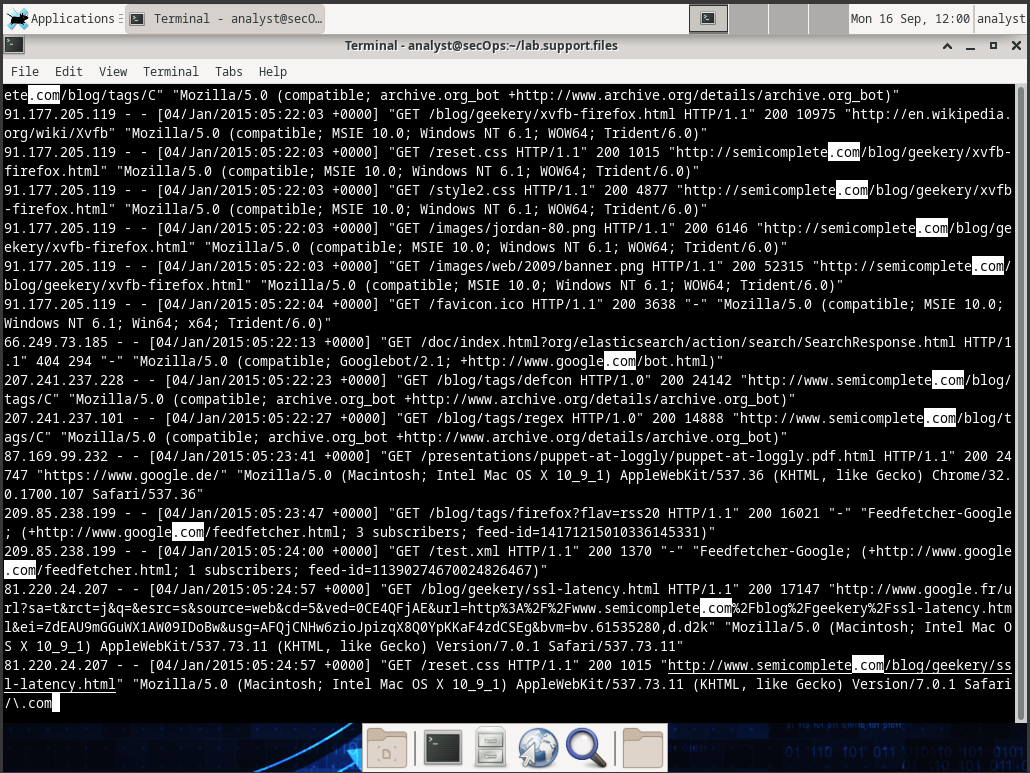 Applications
Terminal - analyst@secO...
Mon 16 Sep, 12:00
analyst
Terminal - analyst@secOps:~/lab.support.files
File Edit View Terminal Tabs Help
ete.com/blog/tags/C" "Mozilla/5.0 (compatible; archive.org_bot +http://www.archive.org/details/archive.org_bot)"
91.177.205.119 - - [04/Jan/2015:05:22:03 +0000] "GET /blog/geekery/xvfb-firefox.html HTTP/1.1" 200 10975 "http://en.wikipedia.
org/wiki/Xvfb" "Mozilla/5.0 (compatible; MSIE 10.0; Windows NT 6.1; WOW64; Trident/6.0)"
91.177.205.119 - - [04/Jan/2015:05:22:03 +0000] "GET /reset.css HTTP/1.1" 200 1015 "http://semicomplete.com/blog/geekery/xvfb-
firefox.html" "Mozilla/5.0 (compatible; MSIE 10.0; Windows NT 6.1; WOW64; Trident/6.0)"
91.177.205.119 - - [04/Jan/2015:05:22:03 +0000] "GET /style2.css HTTP/1.1" 200 4877 "http://semicomplete.com/blog/geekery/xvfb
-firefox.html" "Mozilla/5.0 (compatible; MSIE 10.0; Windows NT 6.1; WOW64; Trident/6.0)"
91.177.205.119 - - [04/Jan/2015:05:22:03 +0000] "GET /images/jordan-80.png HTTP/1.1" 200 6146 "http://semicomplete.com/blog/ge
ekery/xvfb-firefox.html" "Mozilla/5.0 (compatible; MSIE 10.0; Windows NT 6.1; WOW64; Trident/6.0)"
91.177.205.119 - - [04/Jan/2015:05:22:03 +0000] "GET /images/web/2009/banner.png HTTP/1.1" 200 52315 "http://semicomplete.com/
blog/geekery/xvfb-firefox.html" "Mozilla/5.0 (compatible; MSIE 10.0; Windows NT 6.1; WOW64; Trident/6.0)"
91.177.205.119 - - [04/Jan/2015:05:22:04 +0000] "GET /favicon.ico HTTP/1.1" 200 3638 "-" "Mozilla/5.0 (compatible; MSIE 10.0;
Windows NT 6.1; Win64; x64; Trident/6.0)"
66.249.73.185 - - [04/Jan/2015:05:22:13 +0000] "GET /doc/index.html?org/elasticsearch/action/search/SearchResponse.html HTTP/1
.1" 404 294 "-" "Mozilla/5.0 (compatible; Googlebot/2.1; +http://www.google.com/bot.html)"
207.241.237.228 - - [04/Jan/2015:05:22:23 +0000] "GET /blog/tags/defcon HTTP/1.0" 200 24142 "http://www.semicomplete.com/blog/
tags/C" "Mozilla/5.0 (compatible; archive.org_bot +http://www.archive.org/details/archive.org_bot)"
207.241.237.101 - - [04/Jan/2015:05:22:27 +0000] "GET /blog/tags/regex HTTP/1.0" 200 14888 "http://www.semicomplete.com/blog/t
ags/C" "Mozilla/5.0 (compatible; archive.org_bot +http://www.archive.org/details/archive.org_bot)"
87.169.99.232 - - [04/Jan/2015:05:23:41 +0000] "GET /presentations/puppet-at-loggly/puppet-at-loggly.pdf.html HTTP/1.1" 200 24
747 "https://www.google.de/" "Mozilla/5.0 (Macintosh; Intel Mac OS X 10_9_1) AppleWebKit/537.36 (KHTML, like Gecko) Chrome/32.
0.1700.107 Safari/537.36"
209.85.238.199 - - [04/Jan/2015:05:23:47 +0000] "GET /blog/tags/firefox?flav=rss20 HTTP/1.1" 200 16021 "-" "Feedfetcher-Google
; (+http://www.google.com/feedfetcher.html; 3 subscribers; feed-id=14171215010336145331)"
209.85.238.199 - - [04/Jan/2015:05:24:00 +0000] "GET /test.xml HTTP/1.1" 200 1370 "-" "Feedfetcher-Google; (+http://www.google
.com/feedfetcher.html; 1 subscribers; feed-id=11390274670024826467)"
81.220.24.207 - - [04/Jan/2015:05:24:57 +0000] "GET /blog/geekery/ssl-latency.html HTTP/1.1" 200 17147 "http://www.google.fr/u
rl?sa=t&rct=j&q=&esrc=s&source=web&cd=5&ved=0CE4QFjAE&url=http%3A%2F%2Fwww.semicomplete.com%2Fblog%2Fgeekery%2Fssl-latency.htm
l&ei=ZdEAU9mGGuWX1AW09IDoBw&usg=AFQjCNHw6zioJpizqX8Q0YpKKaF4zdCSEg&bvm=bv.61535280,d.d2k" "Mozilla/5.0 (Macintosh; Intel Mac O
S X 10_9_1) AppleWebKit/537.73.11 (KHTML, like Gecko) Version/7.0.1 Safari/537.73.11"
81.220.24.207 - - [04/Jan/2015:05:24:57 +0000] "GET /reset.css HTTP/1.1" 200 1015 "http://www.semicomplete.com/blog/geekery/ss
l-latency.html" "Mozilla/5.0 (Macintosh; Intel Mac OS X 10_9_1) AppleWebKit/537.73.11 (KHTML, like Gecko) Version/7.0.1 Safari
/\.com